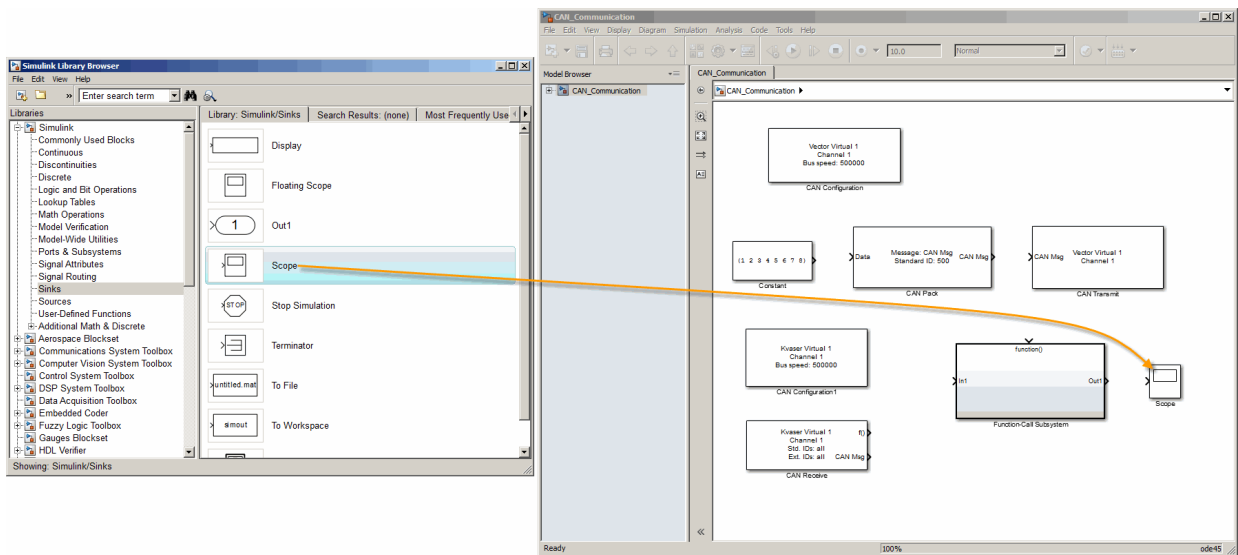 Simulink Library Browser
File Edit View Help
» Enter search term
Libraries
Simulink
Commonly Used Blocks
Continuous
Discontinuities
Discrete
Logic and Bit Operations
Lookup Tables
Math Operations
Model Verification
Model-Wide Utilities
Ports & Subsystems
Signal Attributes
Signal Routing
Sinks
Sources
User-Defined Functions
Additional Math & Discrete
Aerospace Blockset
Communications System Toolbox
Computer Vision System Toolbox
Control System Toolbox
DSP System Toolbox
Data Acquisition Toolbox
Embedded Coder
Fuzzy Logic Toolbox
Gauges Blockset
HDL Verifier
Library: Simulink/Sinks Search Results: (none) Most Frequently Use
Display
Floating Scope
1 Out1
Scope
STOP Stop Simulation
Terminator
untitled.mat To File
simout To Workspace
Showing: Simulink/Sinks
CAN_Communication
File Edit View Display Diagram Simulation Analysis Code Tools Help
10.0 Normal
Model Browser
CAN_Communication
CAN_Communication
CAN_Communication
Vector Virtual 1
Channel 1
Bus speed: 500000
CAN Configuration
(1 2 3 4 5 6 7 8)
Constant
Data
Message: CAN Msg
Standard ID: 500
CAN Msg
CAN Pack
CAN Msg
Vector Virtual 1
Channel 1
CAN Transmit
Kvaser Virtual 1
Channel 1
Bus speed: 500000
CAN Configuration1
function()
In1 Out1
Function-Call Subsystem
Scope
Kvaser Virtual 1 f()
Channel 1
Std. IDs: all
Ext. IDs: all CAN Msg
CAN Receive
Ready 100% ode45